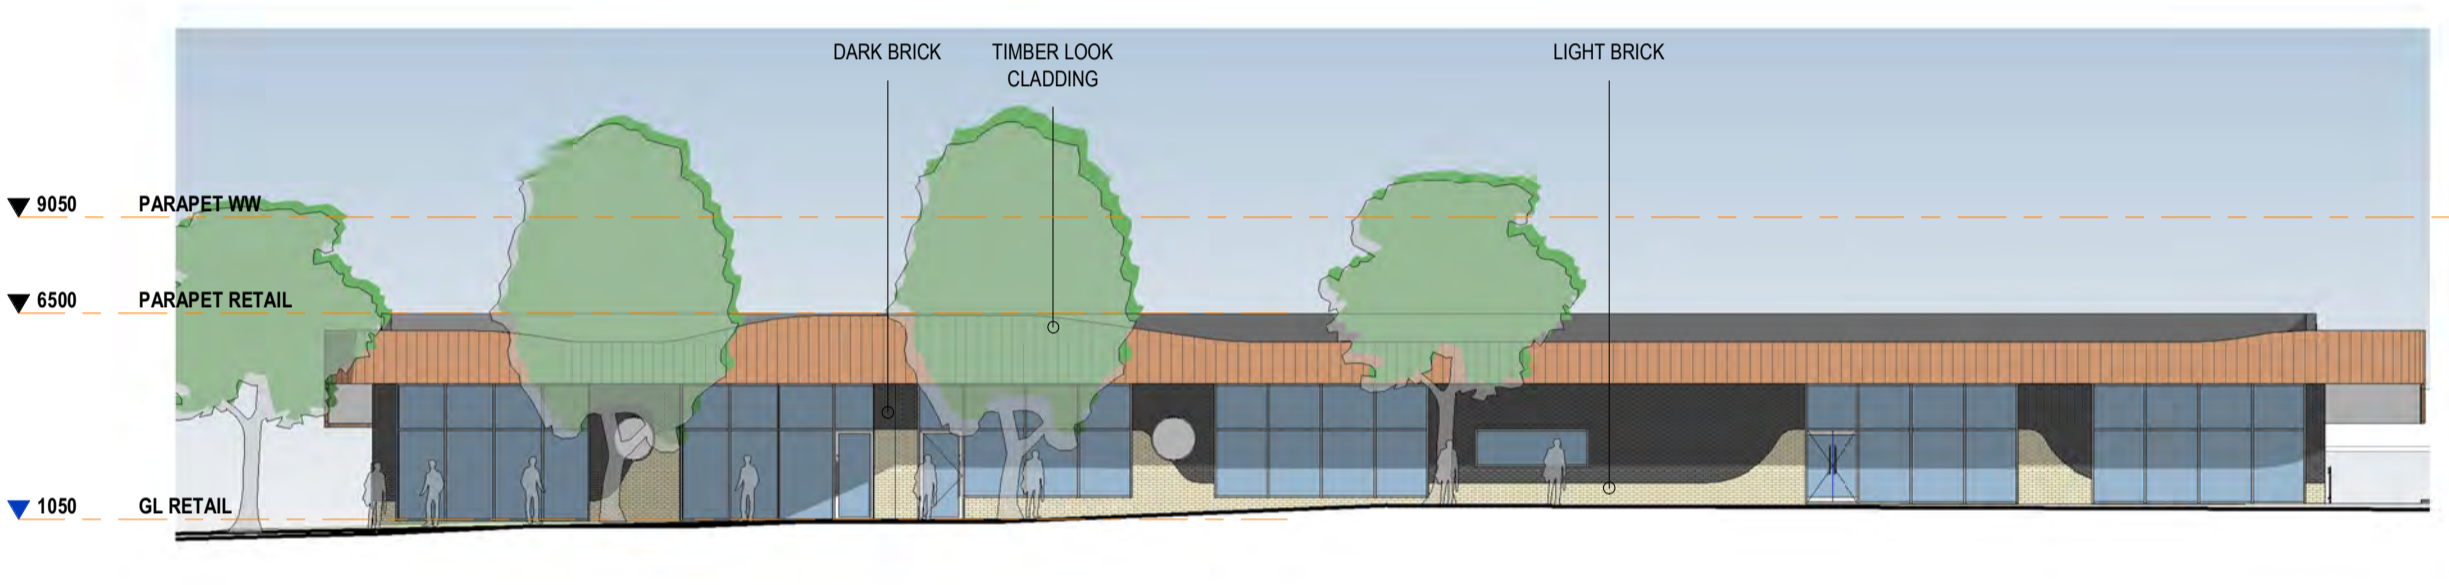 DARK BRICK
TIMBER LOOK
CLADDING
LIGHT BRICK
9050 PARAPET WW
6500 PARAPET RETAIL
1050 GL RETAIL